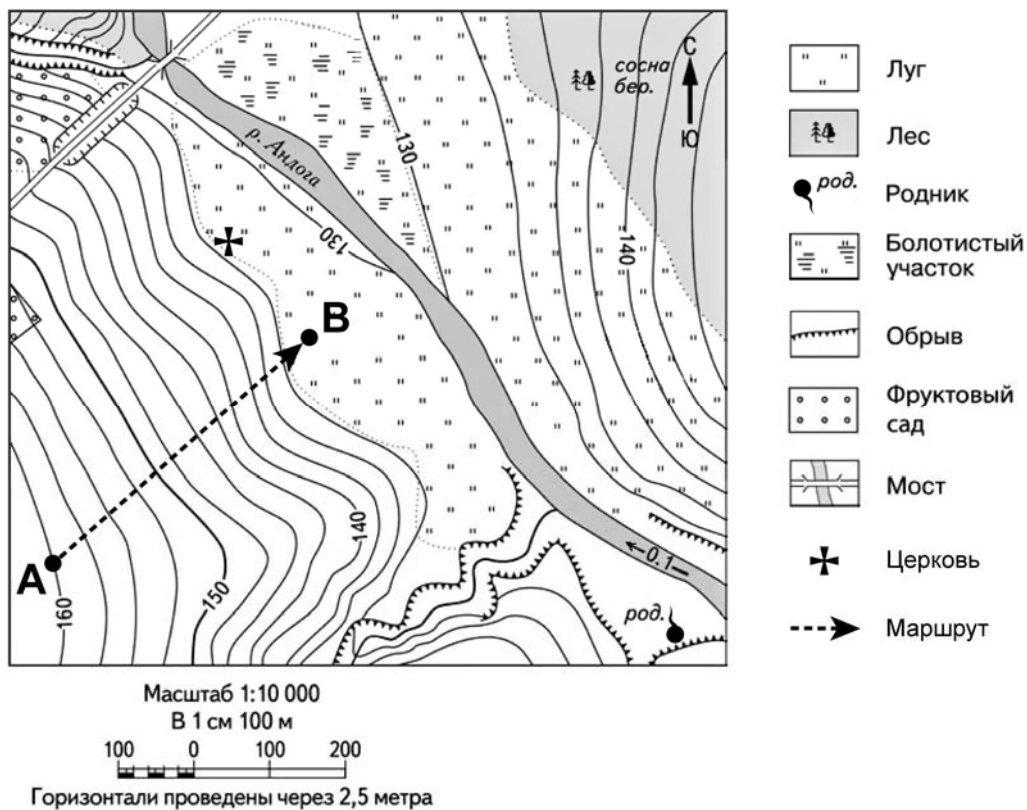 С
Ю
сосна
бер.
130
р. Андога
130
140
В
А
160
150
140
0.1
род.
Луг
Лес
род.
Родник
Болотистый
участок
Обрыв
Фруктовый
сад
Мост
Церковь
Маршрут
Масштаб 1:10 000
В 1 см 100 м
100 0 100 200
Горизонтали проведены через 2,5 метра